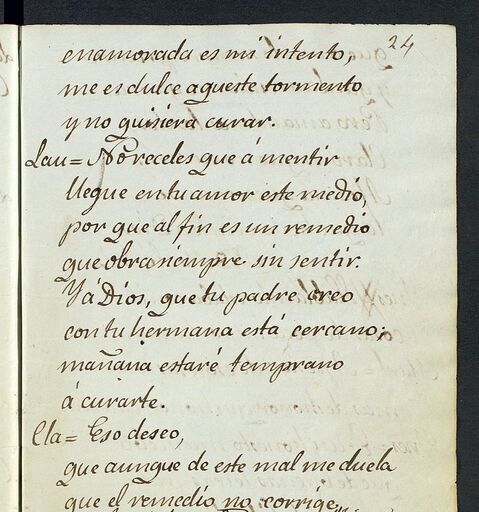 24
enamorada es mi intento,
me es dulce aqueste tormento
y no quisiera curar.
Lau = No receles que á mentir
llegue en tu amor este medio,
por que al fin es un remedio
que obra siempre sin sentir.
Y á Dios, que tu padre creo
con tu hermana está cercano;
mañana estaré temprano
á curarte.
Cla = Eso deseo,
que aunque de este mal me duela
que el remedio no corrige,